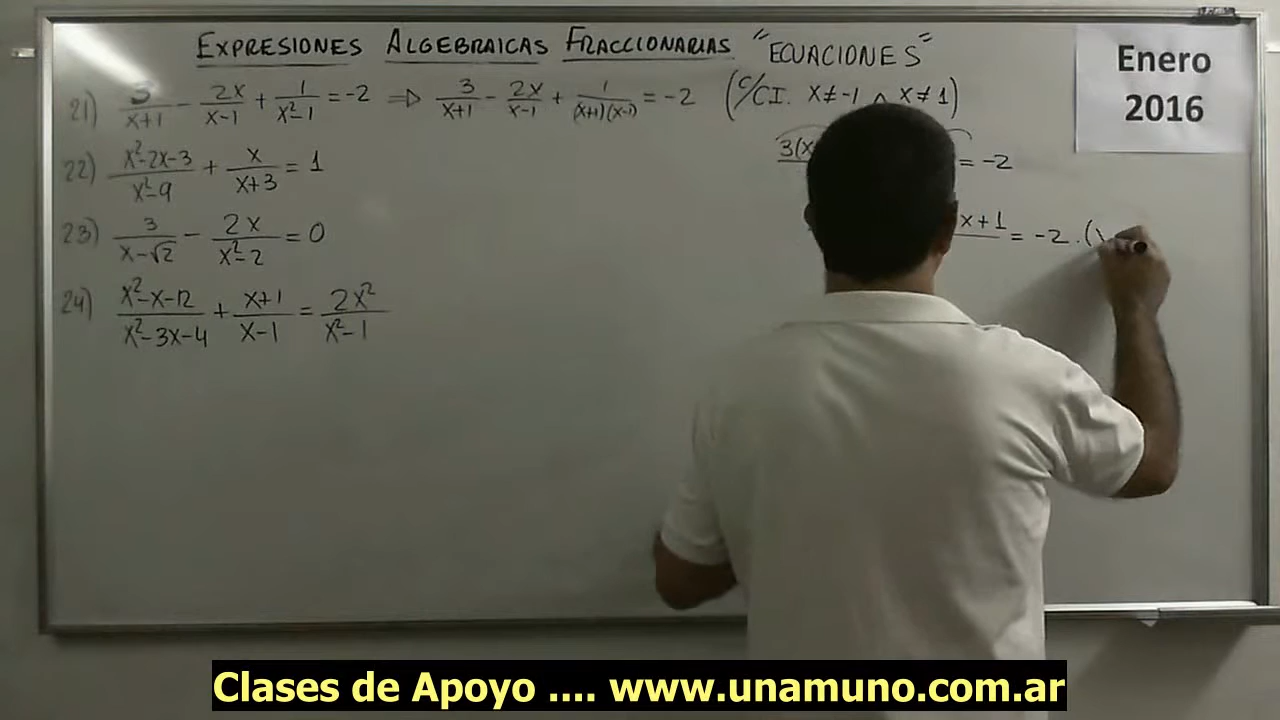 EXPRESIONES ALGEBRAICAS FRACCIONARIAS "ECUACIONES"
Enero
2016
21) 3/(x+1) - 2x/(x-1) + 1/(x²-1) = -2 ⇒ 3/(x+1) - 2x/(x-1) + 1/((x+1)(x-1)) = -2 (C/CI. x≠-1 ∧ x≠1)
3(x = -2
22) (x²-2x-3)/(x²-9) + x/(x+3) = 1
23) 3/(x-√2) - 2x/(x²-2) = 0
x+1 = -2.(
24) (x²-x-12)/(x²-3x-4) + (x+1)/(x-1) = 2x²/(x²-1)
Clases de Apoyo .... www.unamuno.com.ar